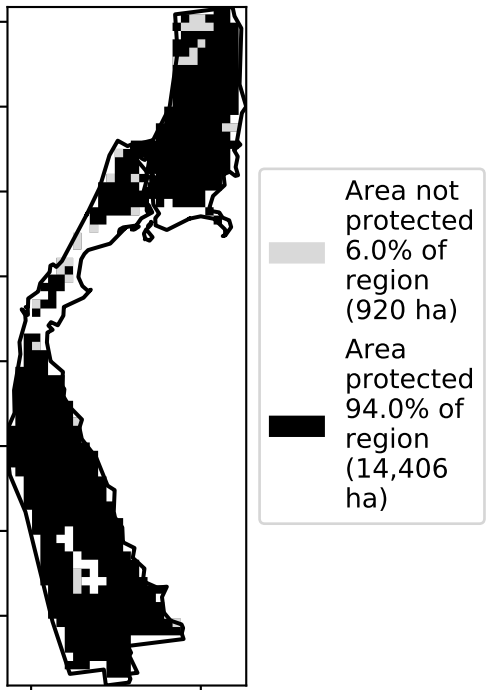 Area not
protected
6.0% of
region
(920 ha)
Area
protected
94.0% of
region
(14,406
ha)